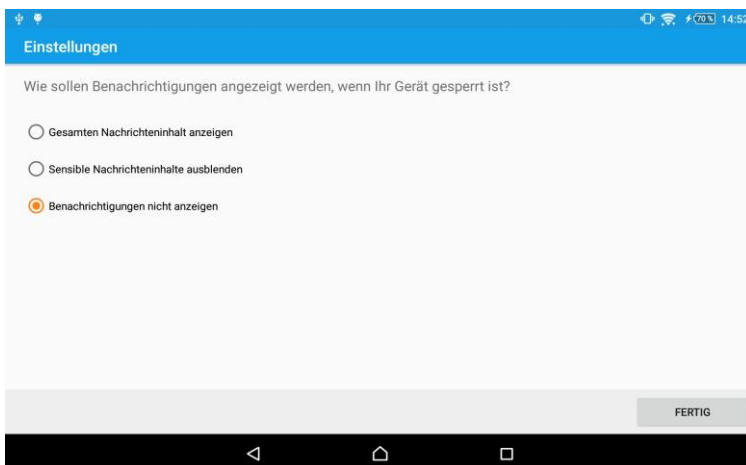 70 % 14:52
Einstellungen
Wie sollen Benachrichtigungen angezeigt werden, wenn Ihr Gerät gesperrt ist?
Gesamten Nachrichteninhalt anzeigen
Sensible Nachrichteninhalte ausblenden
Benachrichtigungen nicht anzeigen
FERTIG